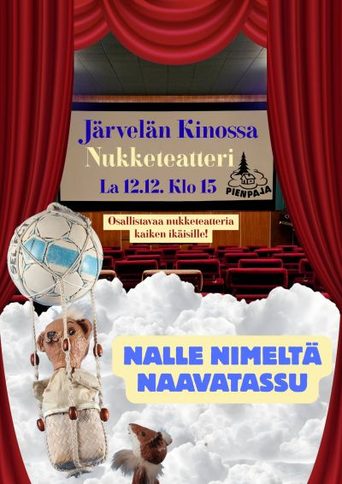 Järvelän Kinossa
Nukketeatteri
La 12.12. Klo 15
PIENPAJA
Osallistavaa nukketeatteria
kaiken ikäisille!
NALLE NIMELTÄ
NAAVATASSU